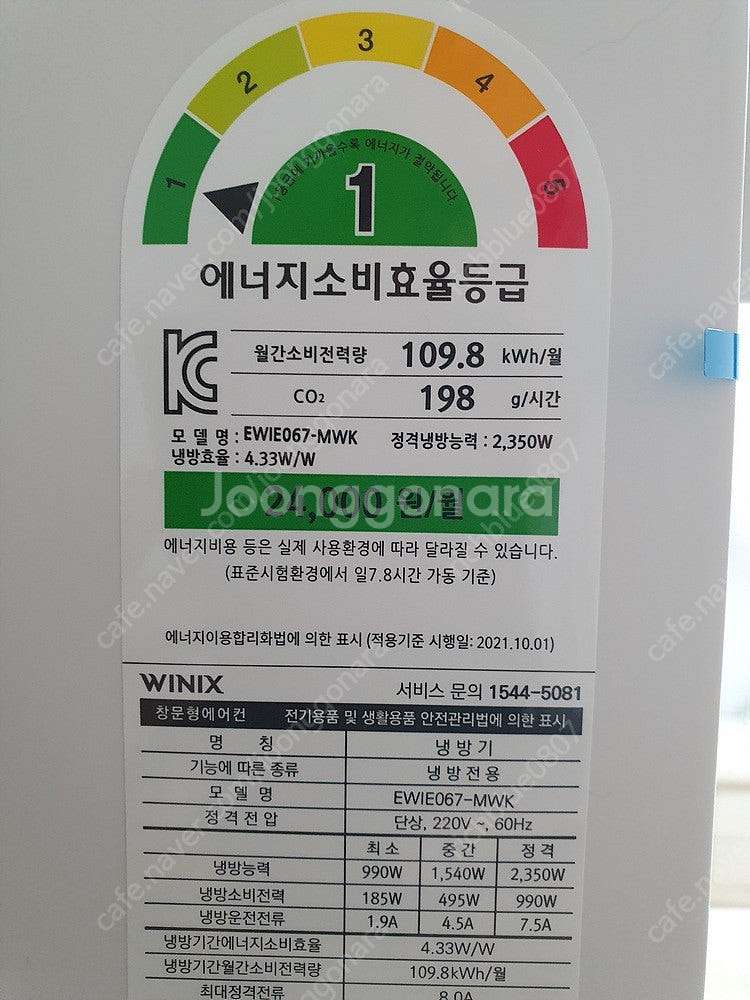 1
2
3
4
5
1
에너지소비효율등급
월간소비전력량 109.8 kWh/월
CO2 198 g/시간
모 델 명 : EWIE067-MWK 정격냉방능력 : 2,350W
냉방효율 : 4.33W/W
Joonggonara
24,000 원/월
에너지비용 등은 실제 사용환경에 따라 달라질 수 있습니다.
(표준시험환경에서 일7.8시간 가동 기준)
에너지이용합리화법에 의한 표시 (적용기준 시행일: 2021.10.01)
WINIX 서비스 문의 1544-5081
창문형에어컨 전기용품 및 생활용품 안전관리법에 의한 표시
명 칭 냉 방 기
기능에 따른 종류 냉 방 전 용
모 델 명 EWIE067-MWK
정 격 전 압 단상, 220V ~, 60Hz
최 소 중 간 정 격
냉방능력 990W 1,540W 2,350W
냉방소비전력 185W 495W 990W
냉방운전전류 1.9A 4.5A 7.5A
냉방기간에너지소비효율 4.33W/W
냉방기간월간소비전력량 109.8kWh/월
최대정격전류 8.0A